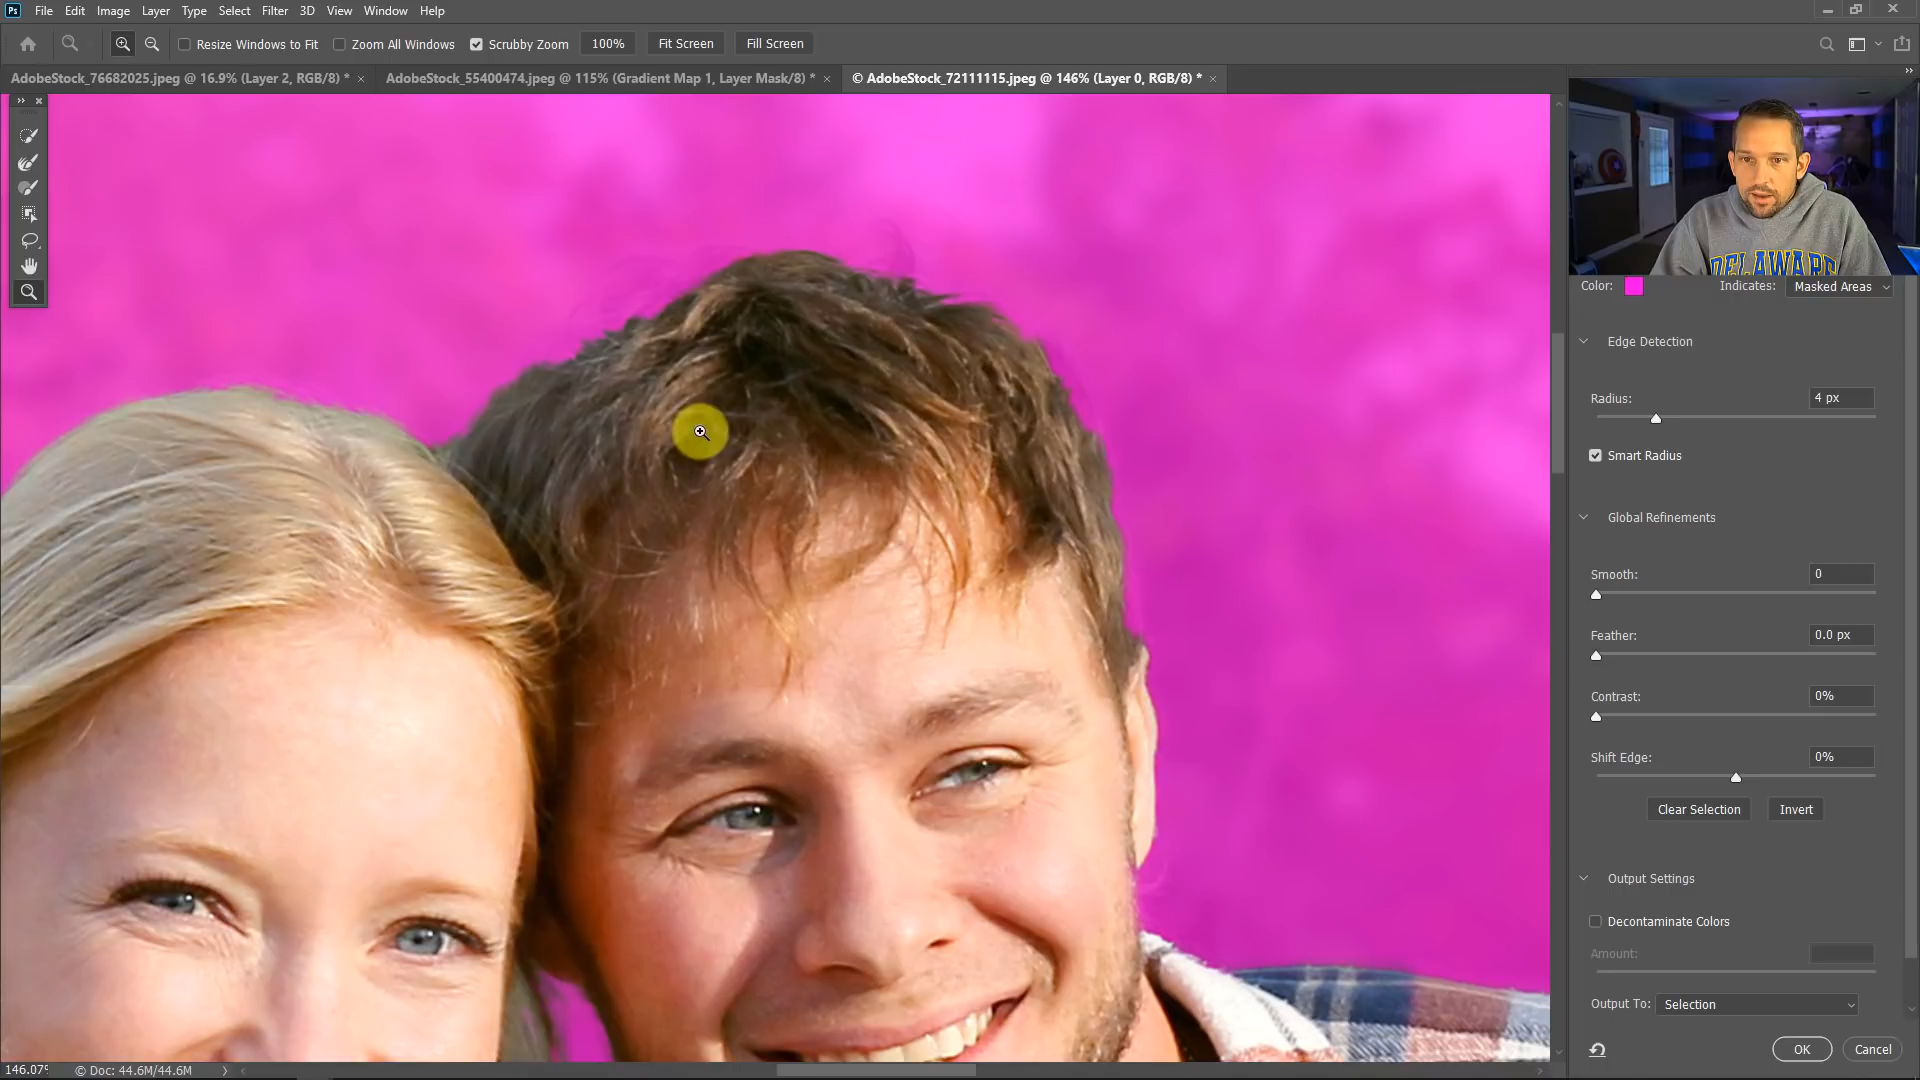 Ps File Edit Image Layer Type Select Filter 3D View Window Help
Resize Windows to Fit Zoom All Windows Scrubby Zoom 100% Fit Screen Fill Screen
AdobeStock_76682025.jpeg @ 16.9% (Layer 2, RGB/8) * × AdobeStock_55400474.jpeg @ 115% (Gradient Map 1, Layer Mask/8) * × © AdobeStock_72111115.jpeg @ 146% (Layer 0, RGB/8) * ×
DELAWARE
Color: Indicates: Masked Areas
Edge Detection
Radius: 4 px
Smart Radius
Global Refinements
Smooth: 0
Feather: 0.0 px
Contrast: 0%
Shift Edge: 0%
Clear Selection Invert
Output Settings
Decontaminate Colors
Amount:
Output To: Selection
OK Cancel
146.07% © Doc: 44.6M/44.6M